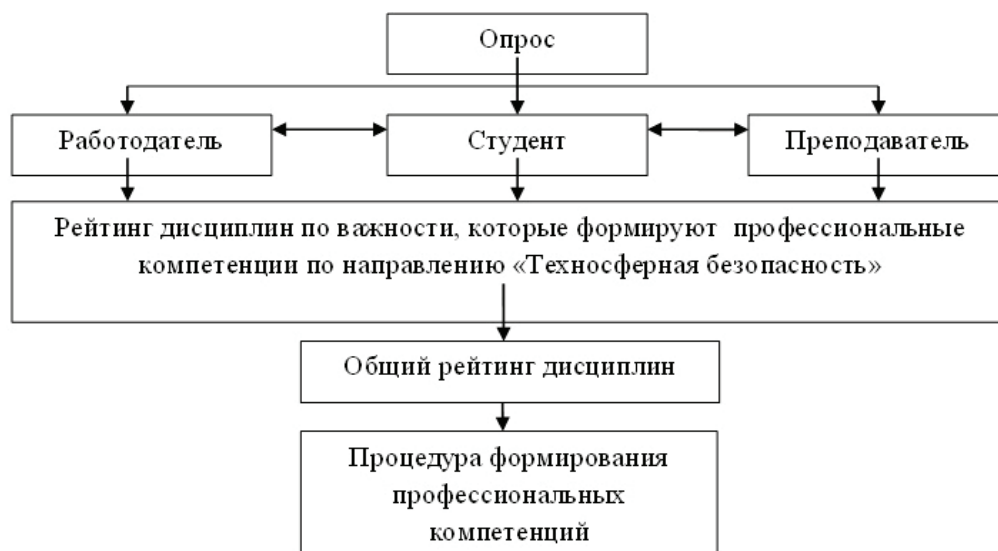 Опрос
Работодатель
Студент
Преподаватель
Рейтинг дисциплин по важности, которые формируют профессиональные
компетенции по направлению «Техносферная безопасность»
Общий рейтинг дисциплин
Процедура формирования
профессиональных
компетенций